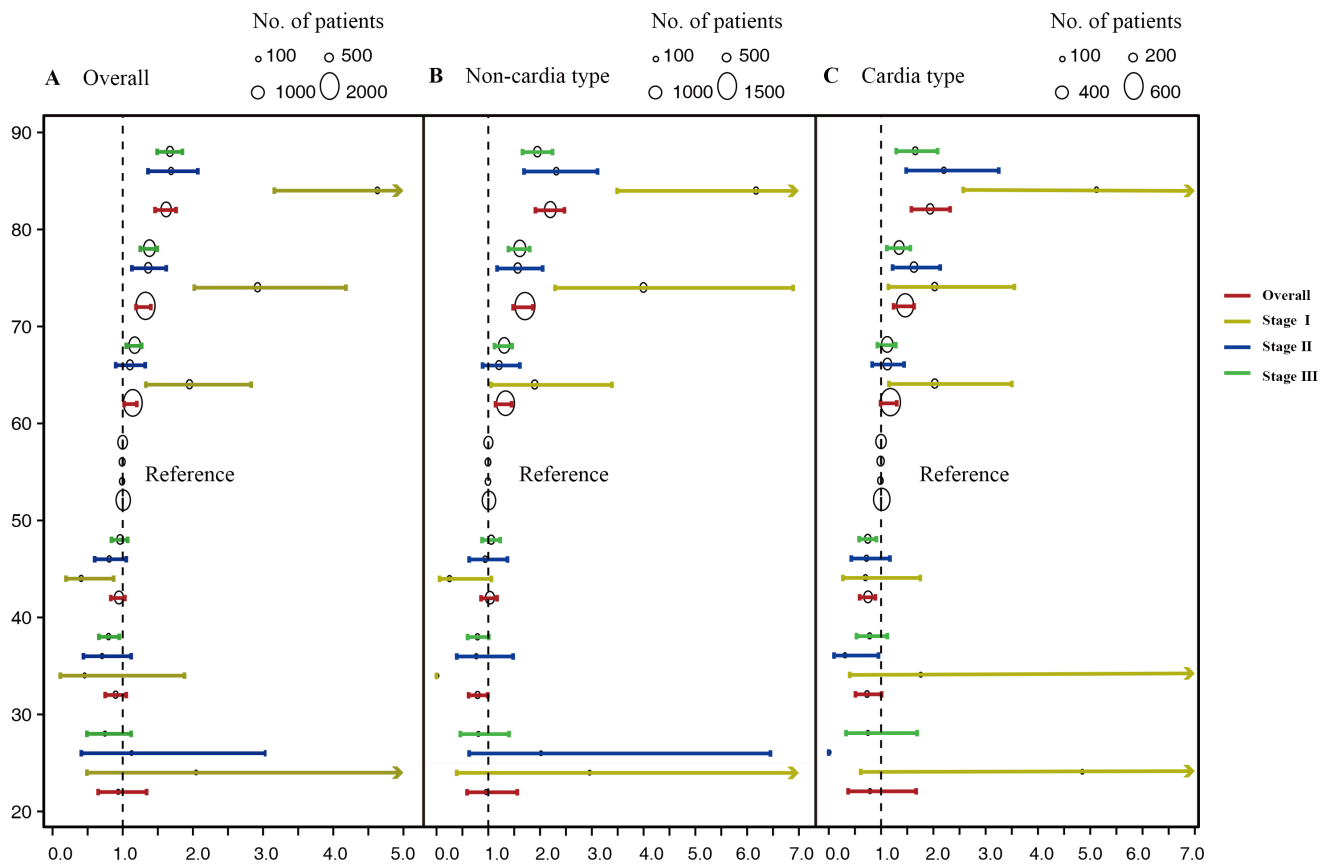 No. of patients No. of patients No. of patients
100 500 100 500 100 200
A Overall B Non-cardia type C Cardia type
1000 2000 1000 1500 400 600
90
80
70
Overall
Stage I
Stage II
Stage III
60
Reference Reference Reference
50
40
30
20
0.0 1.0 2.0 3.0 4.0 5.0 0.0 1.0 2.0 3.0 4.0 5.0 6.0 7.0 0.0 1.0 2.0 3.0 4.0 5.0 6.0 7.0